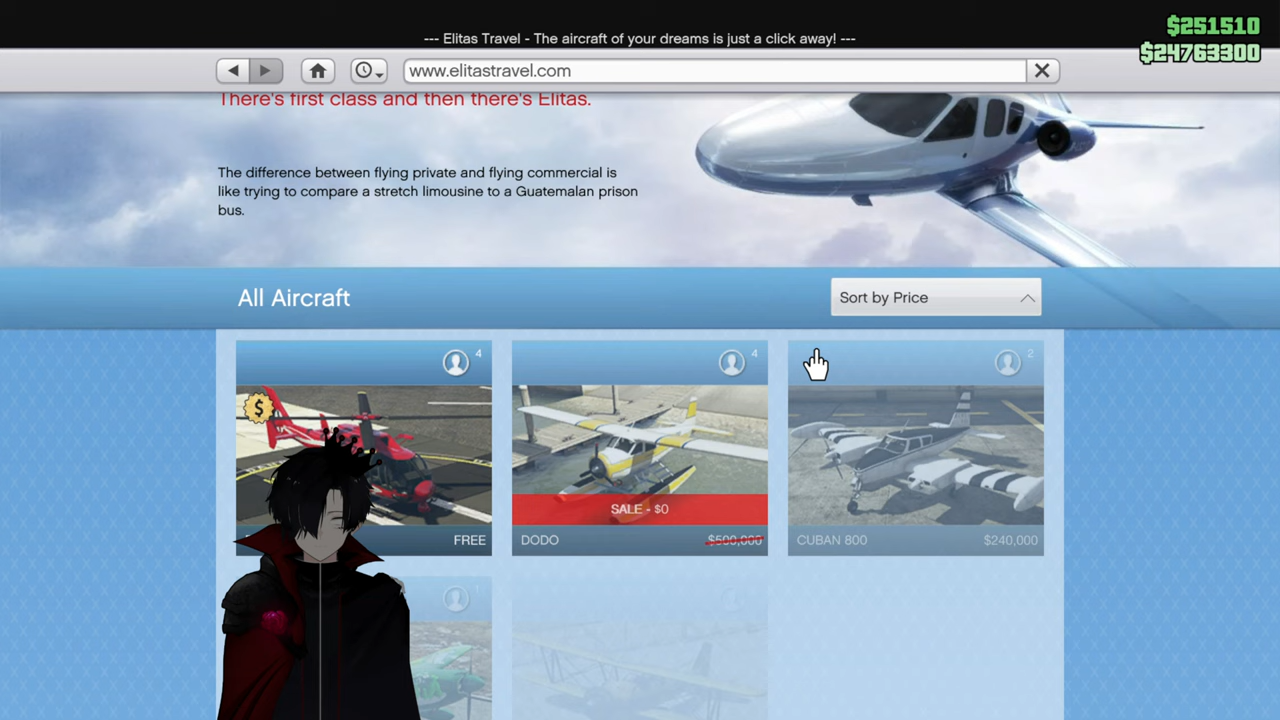 --- Elitas Travel - The aircraft of your dreams is just a click away! ---
$251510
$24763300
www.elitastravel.com
There's first class and then there's Elitas.
The difference between flying private and flying commercial is
like trying to compare a stretch limousine to a Guatemalan prison
bus.
All Aircraft
Sort by Price
4
4
2
$
SALE - $0
FREE
DODO
$500,000
CUBAN 800
$240,000